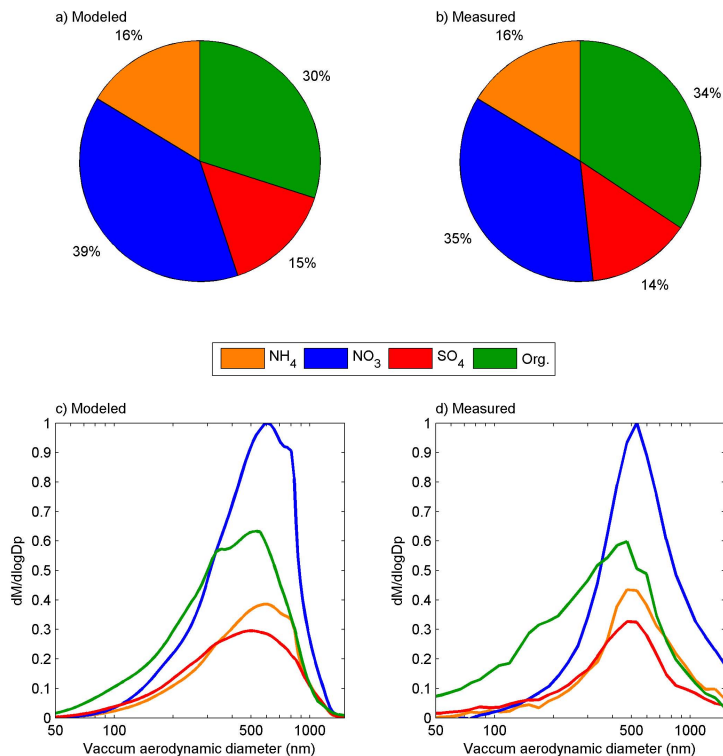 a) Modeled
16%
30%
39%
15%
b) Measured
16%
34%
35%
14%
NH4 NO3 SO4 Org.
c) Modeled
1
0.9
0.8
0.7
0.6
0.5
0.4
0.3
0.2
0.1
0
dM/dlogDp
50 100 500 1000
Vaccum aerodynamic diameter (nm)
d) Measured
1
0.9
0.8
0.7
0.6
0.5
0.4
0.3
0.2
0.1
0
dM/dlogDp
50 100 500 1000
Vaccum aerodynamic diameter (nm)